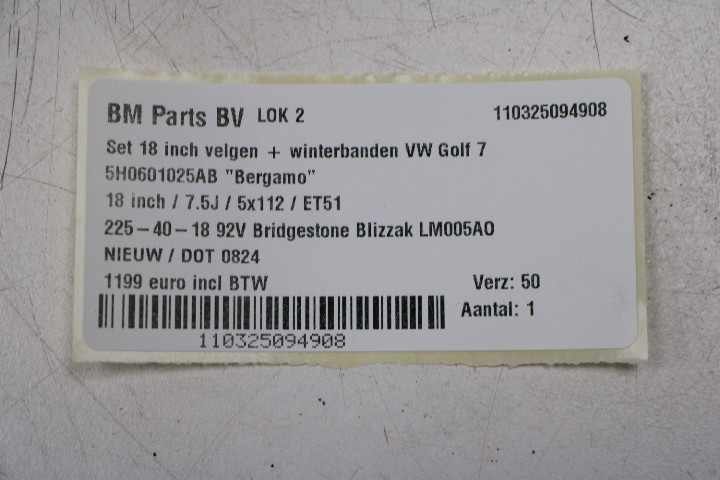 BM Parts BV LOK 2 110325094908
Set 18 inch velgen + winterbanden VW Golf 7
5H0601025AB "Bergamo"
18 inch / 7.5J / 5x112 / ET51
225-40-18 92V Bridgestone Blizzak LM005AO
NIEUW / DOT 0824
1199 euro incl BTW Verz: 50
Aantal: 1
110325094908